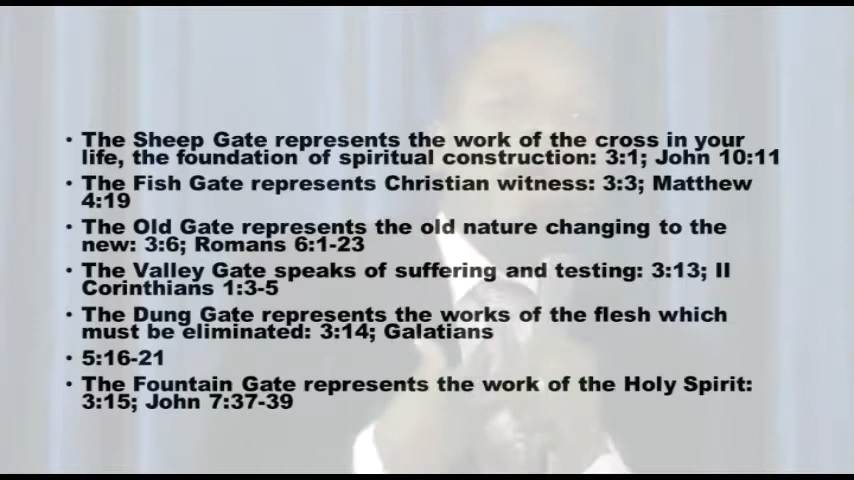 • The Sheep Gate represents the work of the cross in your
life, the foundation of spiritual construction: 3:1; John 10:11
• The Fish Gate represents Christian witness: 3:3; Matthew
4:19
• The Old Gate represents the old nature changing to the
new: 3:6; Romans 6:1-23
• The Valley Gate speaks of suffering and testing: 3:13; II
Corinthians 1:3-5
• The Dung Gate represents the works of the flesh which
must be eliminated: 3:14; Galatians
• 5:16-21
• The Fountain Gate represents the work of the Holy Spirit:
3:15; John 7:37-39